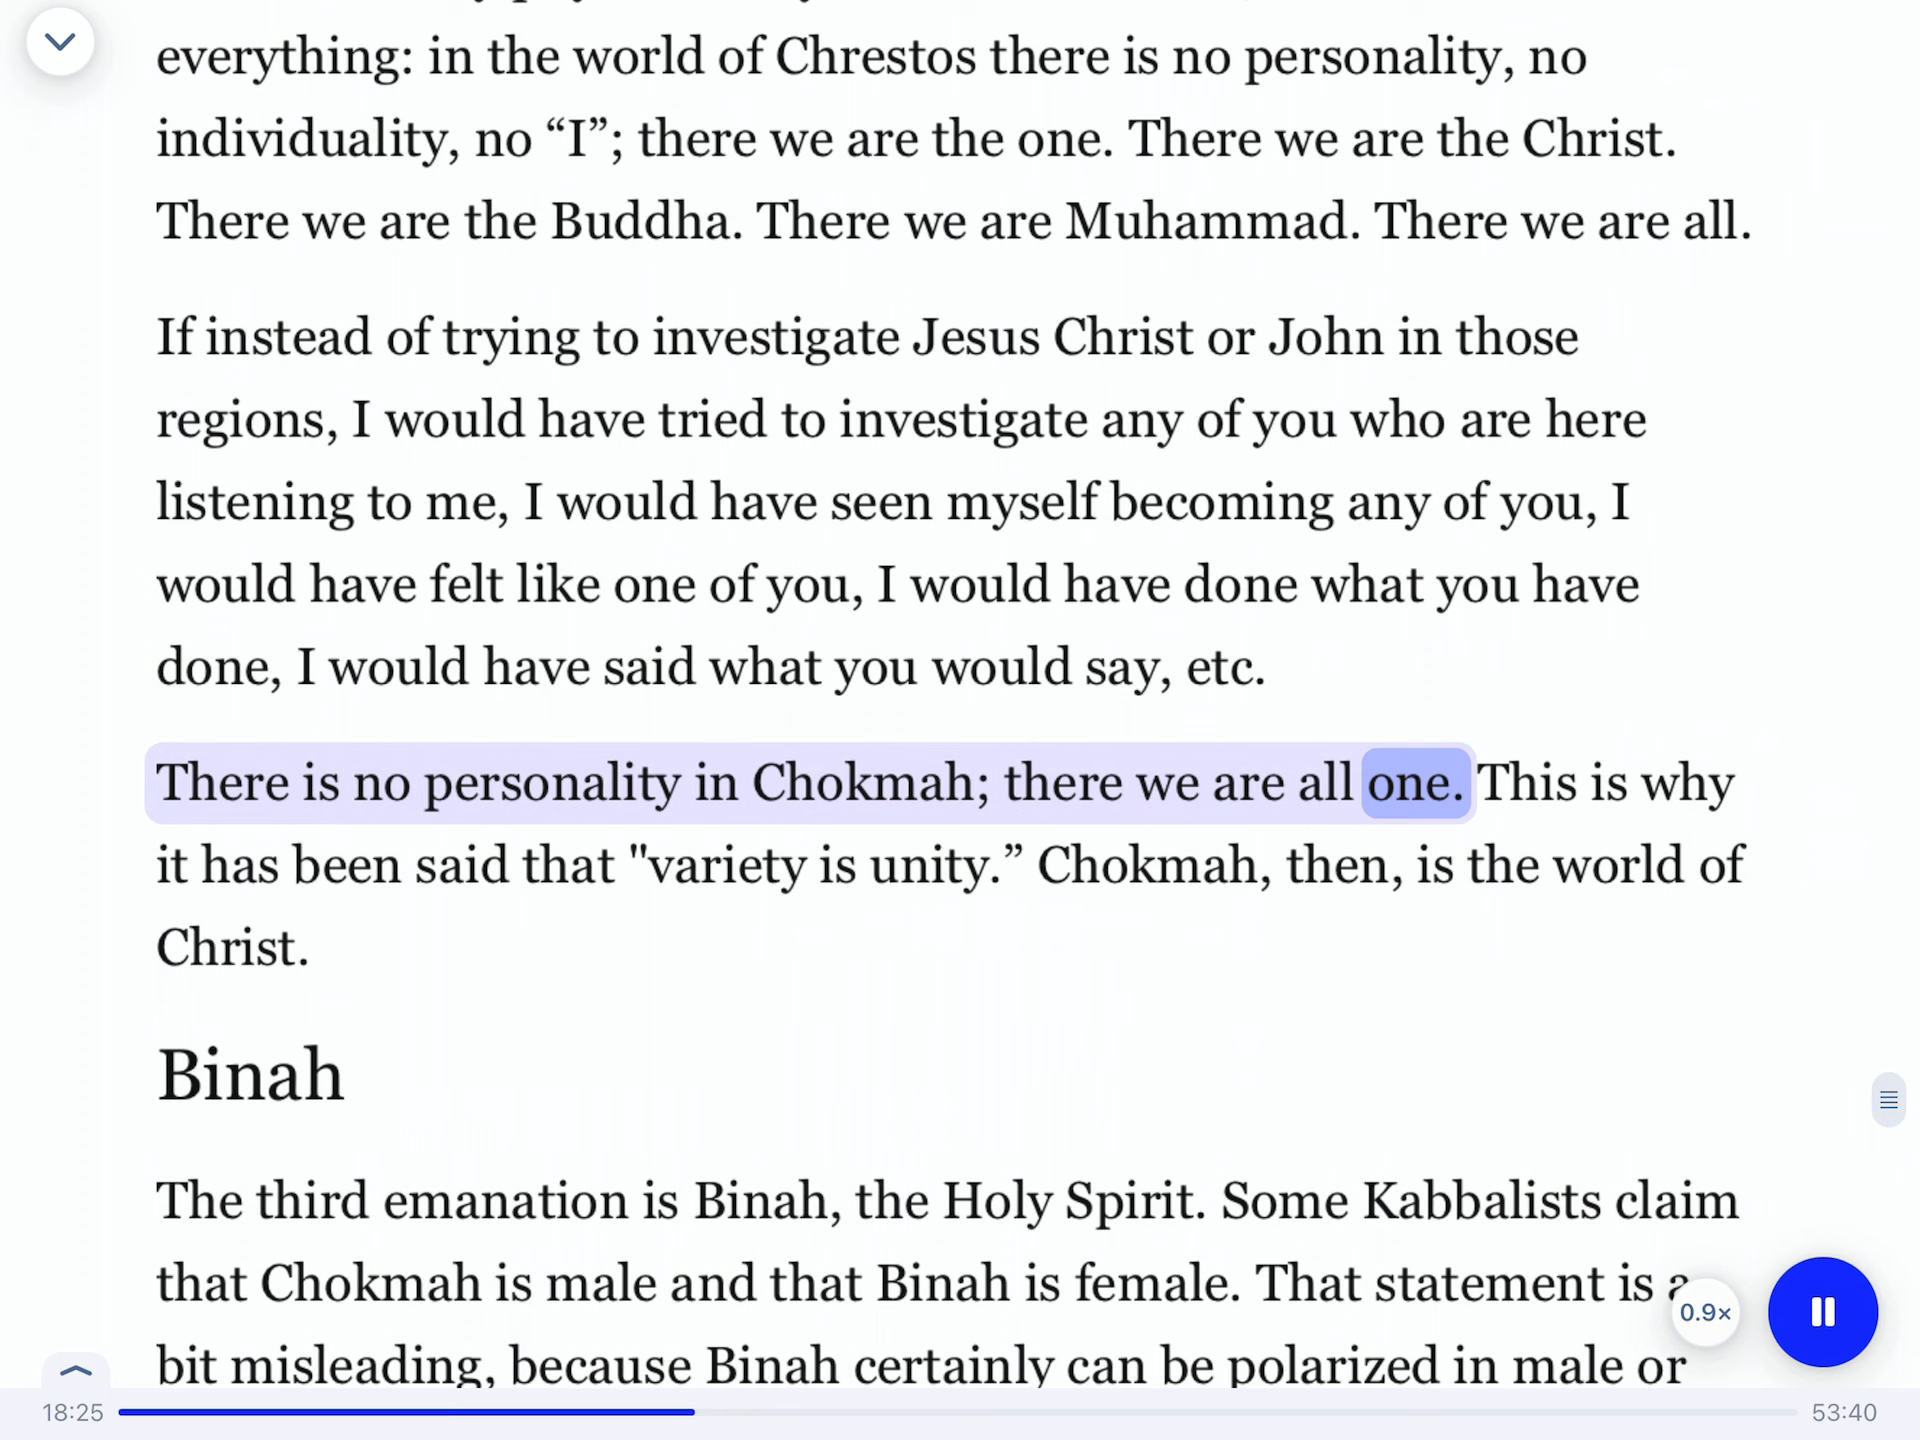 everything: in the world of Chrestos there is no personality, no
individuality, no “I”; there we are the one. There we are the Christ.
There we are the Buddha. There we are Muhammad. There we are all.
If instead of trying to investigate Jesus Christ or John in those
regions, I would have tried to investigate any of you who are here
listening to me, I would have seen myself becoming any of you, I
would have felt like one of you, I would have done what you have
done, I would have said what you would say, etc.
There is no personality in Chokmah; there we are all one. This is why
it has been said that "variety is unity.” Chokmah, then, is the world of
Christ.
Binah
The third emanation is Binah, the Holy Spirit. Some Kabbalists claim
that Chokmah is male and that Binah is female. That statement is a
0.9×
bit misleading, because Binah certainly can be polarized in male or
18:25
53:40